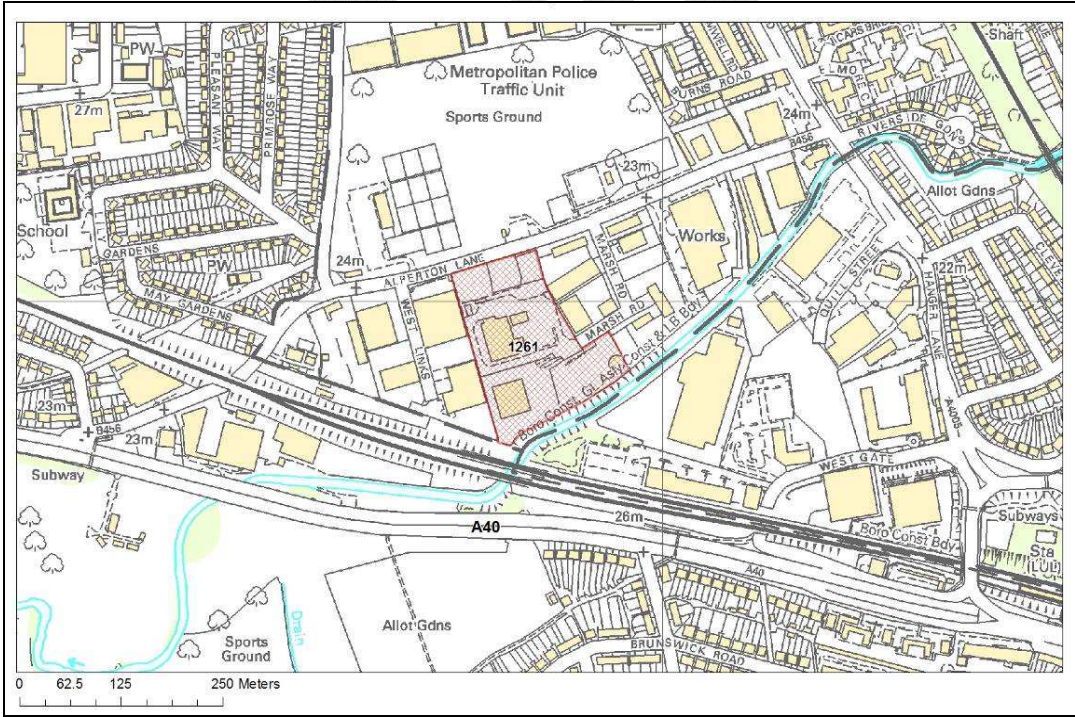 PW
PLEASANT WAY
PRIMROSE WAY
27m
Metropolitan Police
Traffic Unit
Sports Ground
BURNS ROAD
24m
B456
RIVERSIDE GDNS
Shaft
Allot Gdns
23m
School
GARDENS
PW
MAY GARDENS
24m
ALPERTON LANE
WEST LINKS
MARSH RD
MARSH RD
Works
QUILL STREET
22m
HANGER LANE
1261
Boro Const, GL Asly Const & LB Bdy
23m
B456
23m
Subway
A4005
WEST GATE
Subways
Sta
LUL
Boro Const Bdy
A40
26m
A40
Allot Gdns
Drain
Sports
Ground
BRUNSWICK ROAD
0 62.5 125 250 Meters